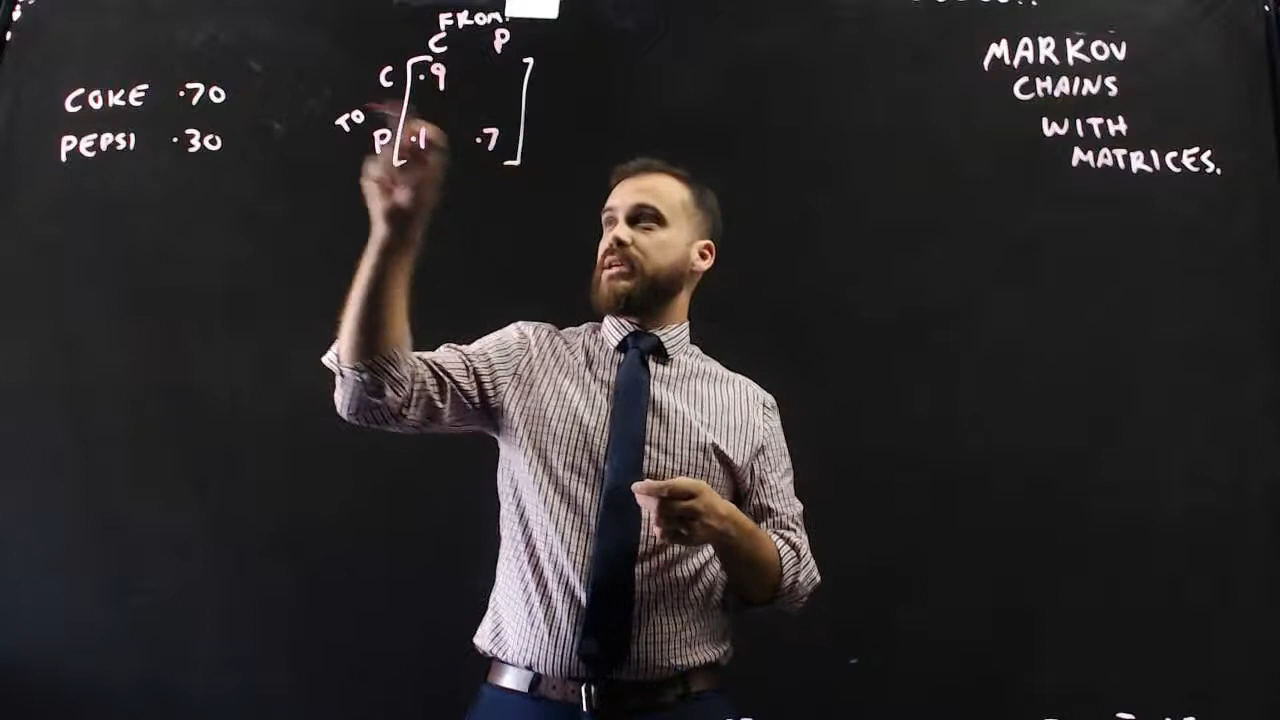 FROM:
C P
C .9
COKE .70
TO
PEPSI .30
P .1 .7
MARKOV
CHAINS
WITH
MATRICES.